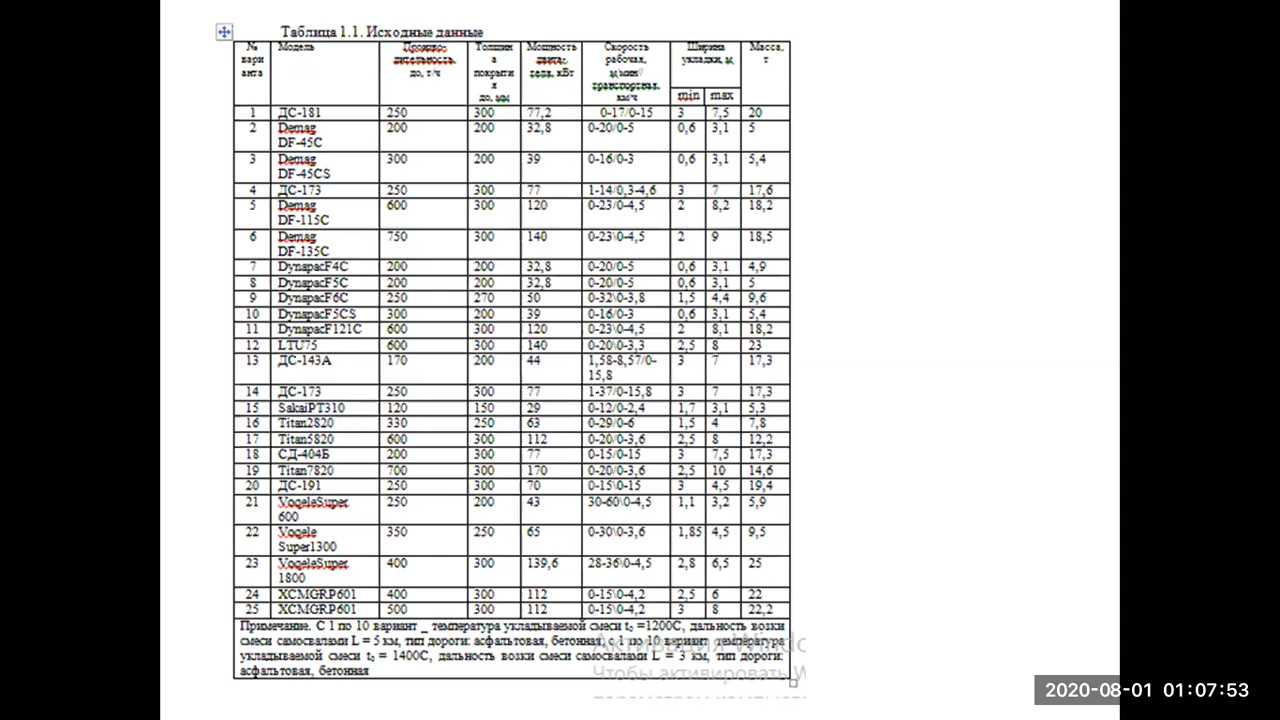 Таблица 1.1. Исходные данные
№ вари анта Модель Произво- дительность, до, т/ч Толщин а покрыти я до, мм Мощность двига- теля, кВт Скорость рабочая, м/мин// транспортная, км/ч Ширина укладки, м Масса, т
min max
1 ДС-181 250 300 77,2 0-17/0-15 3 7,5 20
2 Demag 200 200 32,8 0-20/0-5 0,6 3,1 5
DF-45C
3 Demag 300 200 39 0-16/0-3 0,6 3,1 5,4
DF-45CS
4 ДС-173 250 300 77 1-14/0,3-4,6 3 7 17,6
5 Demag 600 300 120 0-23/0-4,5 2 8,2 18,2
DF-115C
6 Demag 750 300 140 0-23\0-4,5 2 9 18,5
DF-135C
7 DynapacF4C 200 200 32,8 0-20/0-5 0,6 3,1 4,9
8 DynapacF5C 200 200 32,8 0-20/0-5 0,6 3,1 5
9 DynapacF6C 250 270 50 0-32\0-3,8 1,5 4,4 9,6
10 DynapacF5CS 300 200 39 0-16/0-3 0,6 3,1 5,4
11 DynapacF121C 600 300 120 0-23\0-4,5 2 8,1 18,2
12 LTU75 600 300 140 0-20\0-3,3 2,5 8 23
13 ДС-143А 170 200 44 1,58-8,57/0- 3 7 17,3
15,8
14 ДС-173 250 300 77 1-37/0-15,8 3 7 17,3
15 SakaiPT310 120 150 29 0-12/0-2,4 1,7 3,1 5,3
16 Titan2820 330 250 63 0-29/0-6 1,5 4 7,8
17 Titan5820 600 300 112 0-20/0-3,6 2,5 8 12,2
18 СД-404Б 200 300 77 0-15/0-15 3 7,5 17,3
19 Titan7820 700 300 170 0-20/0-3,6 2,5 10 14,6
20 ДС-191 250 300 70 0-15\0-15 3 4,5 19,4
21 VogeleSuper 250 200 43 30-60\0-4,5 1,1 3,2 5,9
600
22 Vogele 350 250 65 0-30\0-3,6 1,85 4,5 9,5
Super1300
23 VogeleSuper 400 300 139,6 28-36\0-4,5 2,8 6,5 25
1800
24 XCMGRP601 400 300 112 0-15\0-4,2 2,5 6 22
25 XCMGRP601 500 300 112 0-15\0-4,2 3 8 22,2
Примечание. С 1 по 10 вариант _ температура укладываемой смеси t0 =1200С, дальность возки
смеси самосвалами L = 5 км, тип дороги: асфальтовая, бетонная, с 1 по 10 вариант температура
укладываемой смеси t0 = 1400С, дальность возки смеси самосвалами L = 3 км, тип дороги:
асфальтовая, бетонная
Активация Windo
Чтобы активировать W
2020-08-01 01:07:53